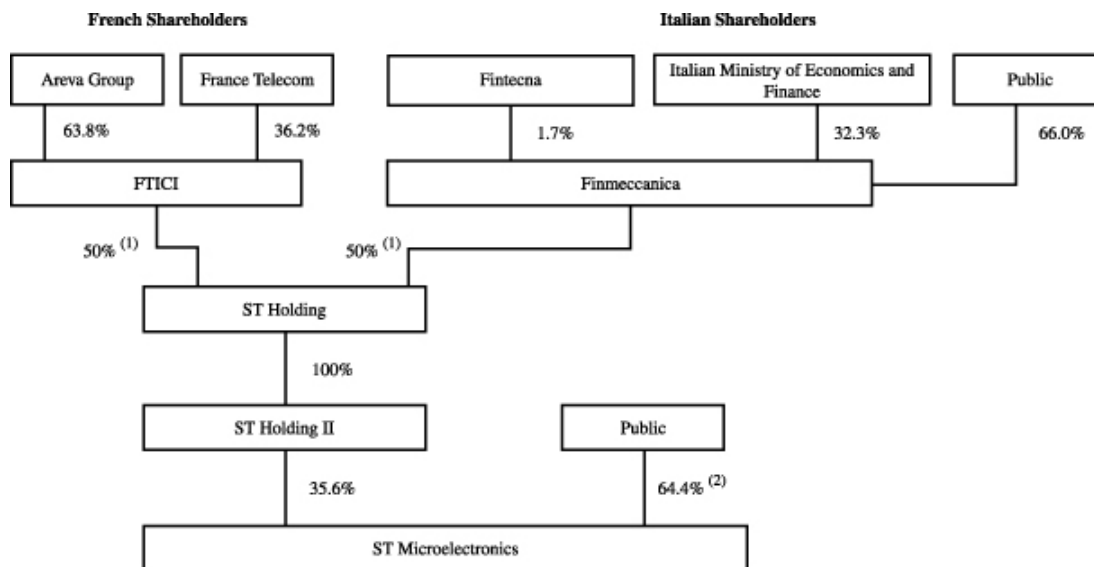 French Shareholders
Italian Shareholders
Areva Group
France Telecom
Fintecna
Italian Ministry of Economics and
Finance
Public
63.8%
36.2%
1.7%
32.3%
66.0%
FTICI
Finmeccanica
50% (1)
50% (1)
ST Holding
100%
ST Holding II
Public
35.6%
64.4% (2)
ST Microelectronics